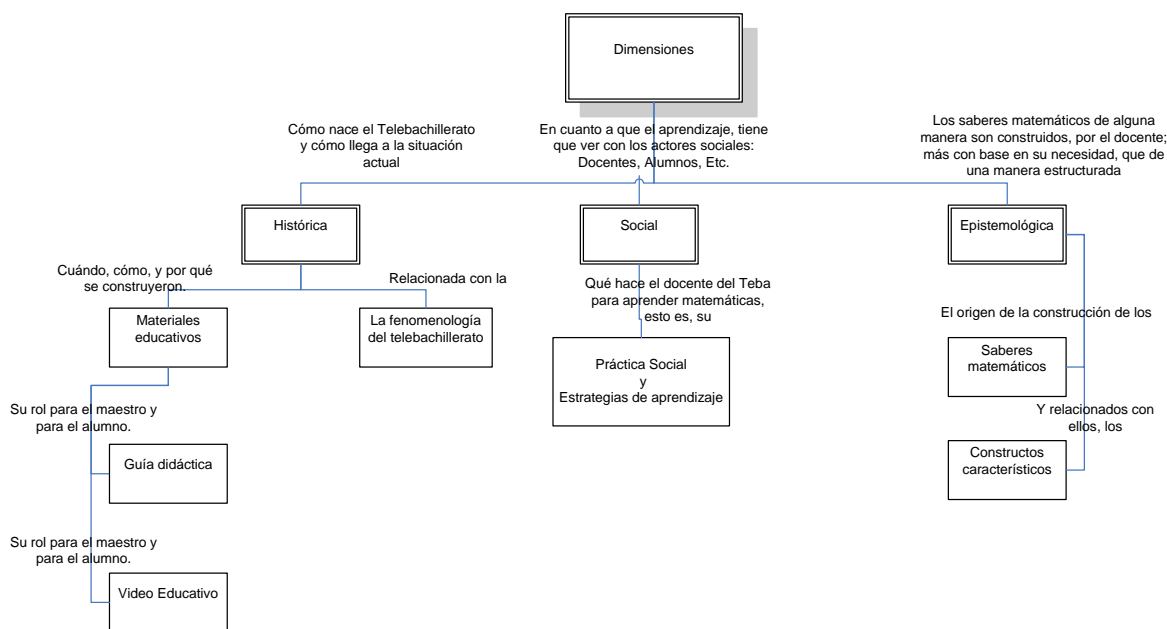 Dimensiones
Cómo nace el Telebachillerato
y cómo llega a la situación
actual
En cuanto a que el aprendizaje, tiene
que ver con los actores sociales:
Docentes, Alumnos, Etc.
Los saberes matemáticos de alguna
manera son construidos, por el docente;
más con base en su necesidad, que de
una manera estructurada
Histórica
Social
Epistemológica
Cuándo, cómo, y por qué
se construyeron.
Relacionada con la
Qué hace el docente del Teba
para aprender matemáticas,
esto es, su
El origen de la construcción de los
Materiales
educativos
La fenomenología
del telebachillerato
Práctica Social
y
Estrategias de aprendizaje
Saberes
matemáticos
Su rol para el maestro y
para el alumno.
Y relacionados con
ellos, los
Guía didáctica
Constructos
característicos
Su rol para el maestro y
para el alumno.
Video Educativo